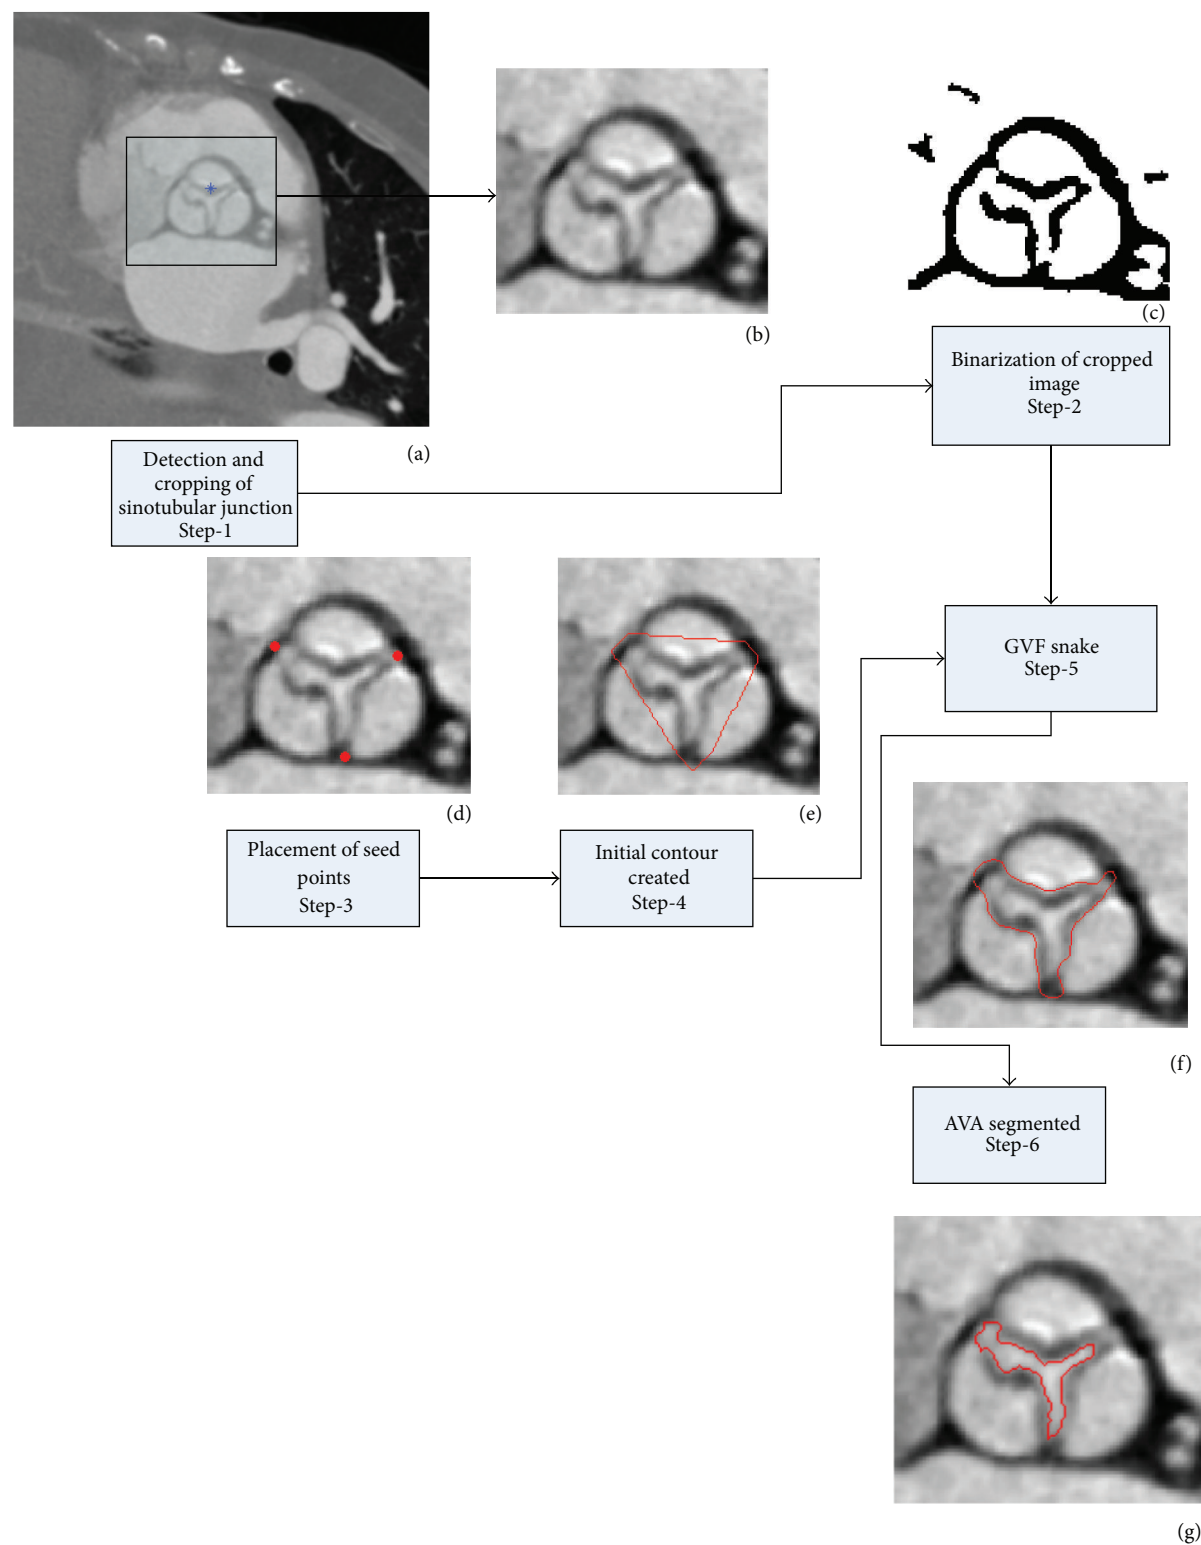 (a)
(b)
(c)
Detection and
cropping of
sinotubular junction
Step-1
Binarization of cropped
image
Step-2
(d)
(e)
GVF snake
Step-5
Placement of seed
points
Step-3
Initial contour
created
Step-4
(f)
AVA segmented
Step-6
(g)